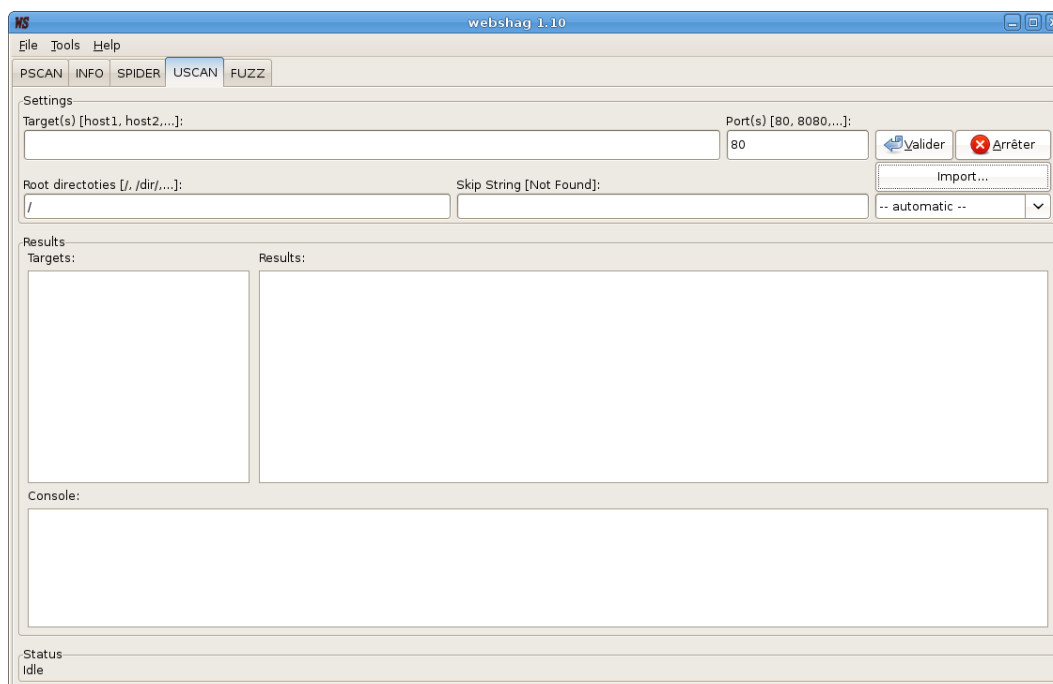 WS webshag 1.10
File Tools Help
PSCAN INFO SPIDER USCAN FUZZ
Settings
Target(s) [host1, host2,...]: Port(s) [80, 8080,...]:
80 Valider Arrêter
Import...
Root directoties [/, /dir/,...]: Skip String [Not Found]:
/ -- automatic --
Results
Targets: Results:
Console:
Status
Idle